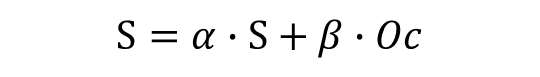 S = α · S + β · Oc